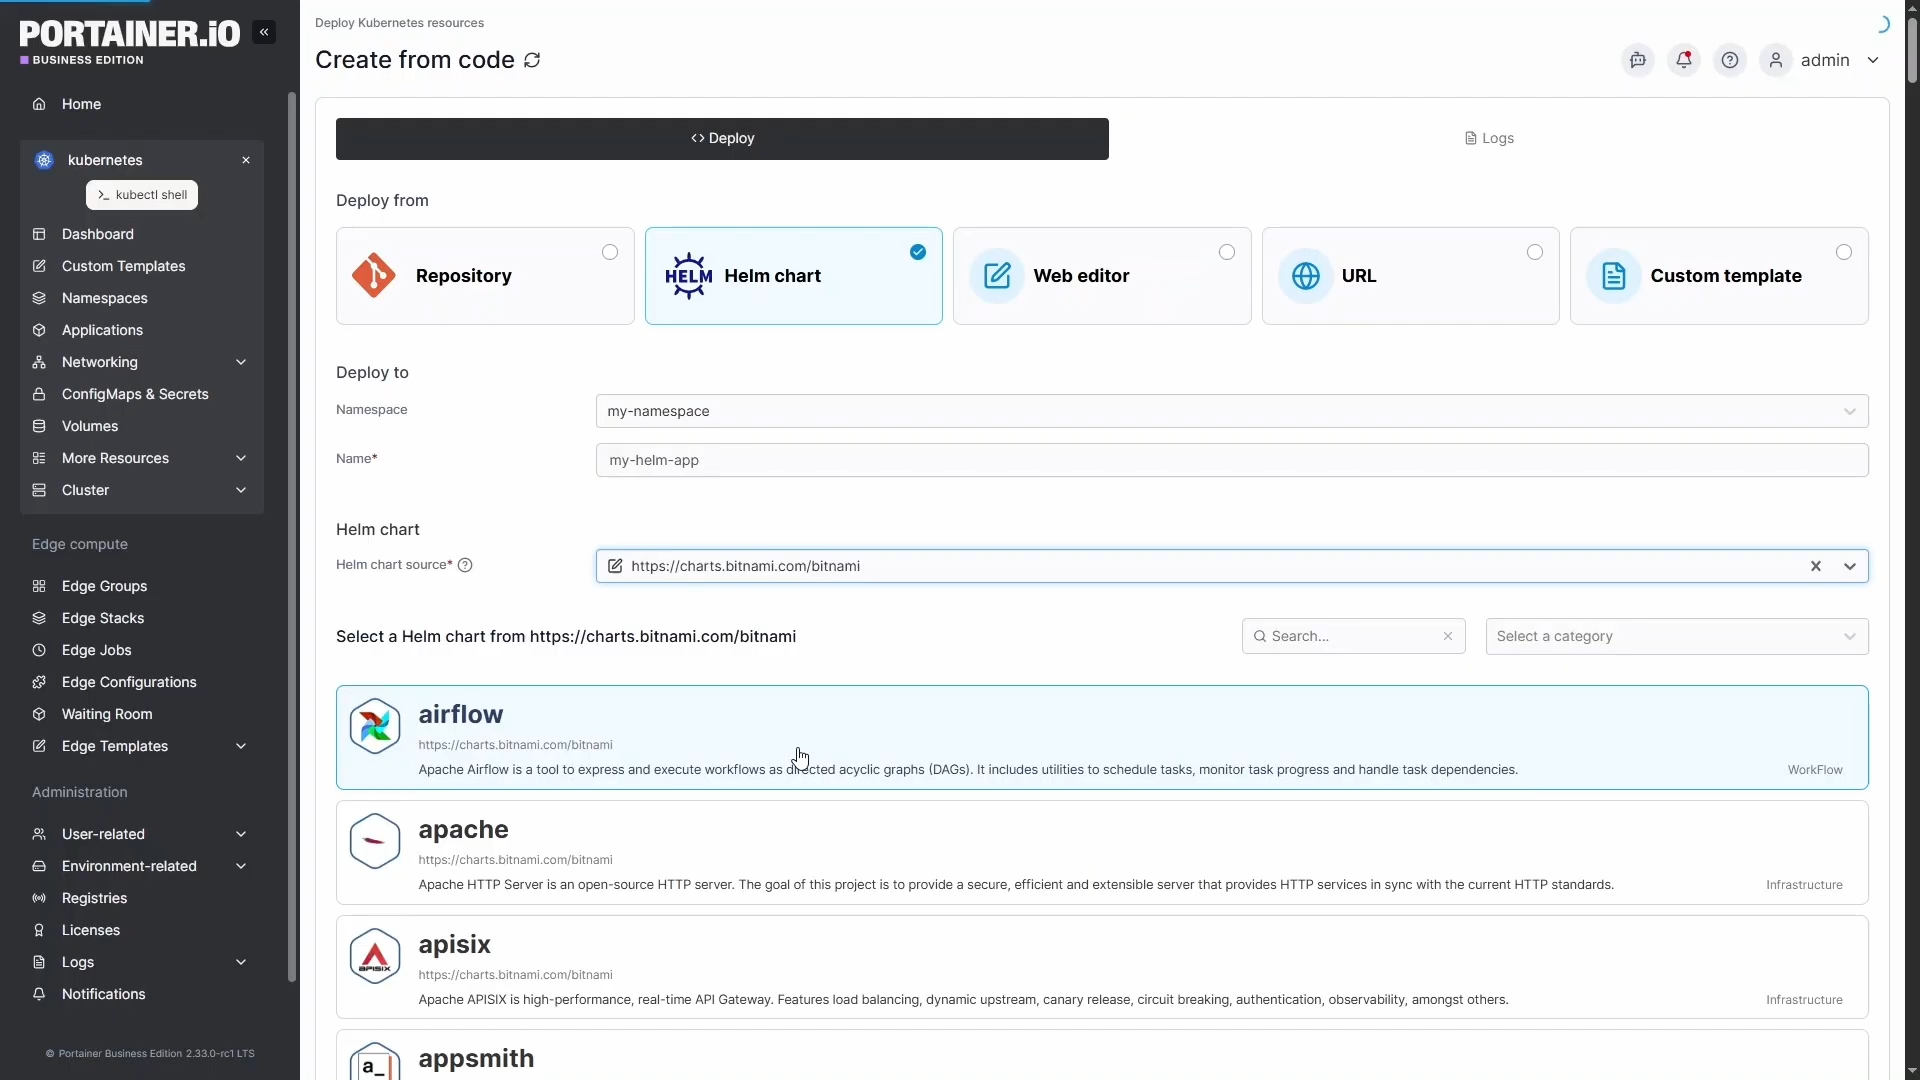 PORTAINER.iO
BUSINESS EDITION
Home
kubernetes
kubectl shell
Dashboard
Custom Templates
Namespaces
Applications
Networking
ConfigMaps & Secrets
Volumes
More Resources
Cluster
Edge compute
Edge Groups
Edge Stacks
Edge Jobs
Edge Configurations
Waiting Room
Edge Templates
Administration
User-related
Environment-related
Registries
Licenses
Logs
Notifications
© Portainer Business Edition 2.33.0-rc1 LTS
Deploy Kubernetes resources
Create from code
admin
Deploy
Logs
Deploy from
Repository
HELM
Helm chart
Web editor
URL
Custom template
Deploy to
Namespace
my-namespace
Name*
my-helm-app
Helm chart
Helm chart source*
https://charts.bitnami.com/bitnami
Select a Helm chart from https://charts.bitnami.com/bitnami
Search...
Select a category
airflow
https://charts.bitnami.com/bitnami
Apache Airflow is a tool to express and execute workflows as directed acyclic graphs (DAGs). It includes utilities to schedule tasks, monitor task progress and handle task dependencies.
WorkFlow
apache
https://charts.bitnami.com/bitnami
Apache HTTP Server is an open-source HTTP server. The goal of this project is to provide a secure, efficient and extensible server that provides HTTP services in sync with the current HTTP standards.
Infrastructure
APISIX
apisix
https://charts.bitnami.com/bitnami
Apache APISIX is high-performance, real-time API Gateway. Features load balancing, dynamic upstream, canary release, circuit breaking, authentication, observability, amongst others.
Infrastructure
a_
appsmith